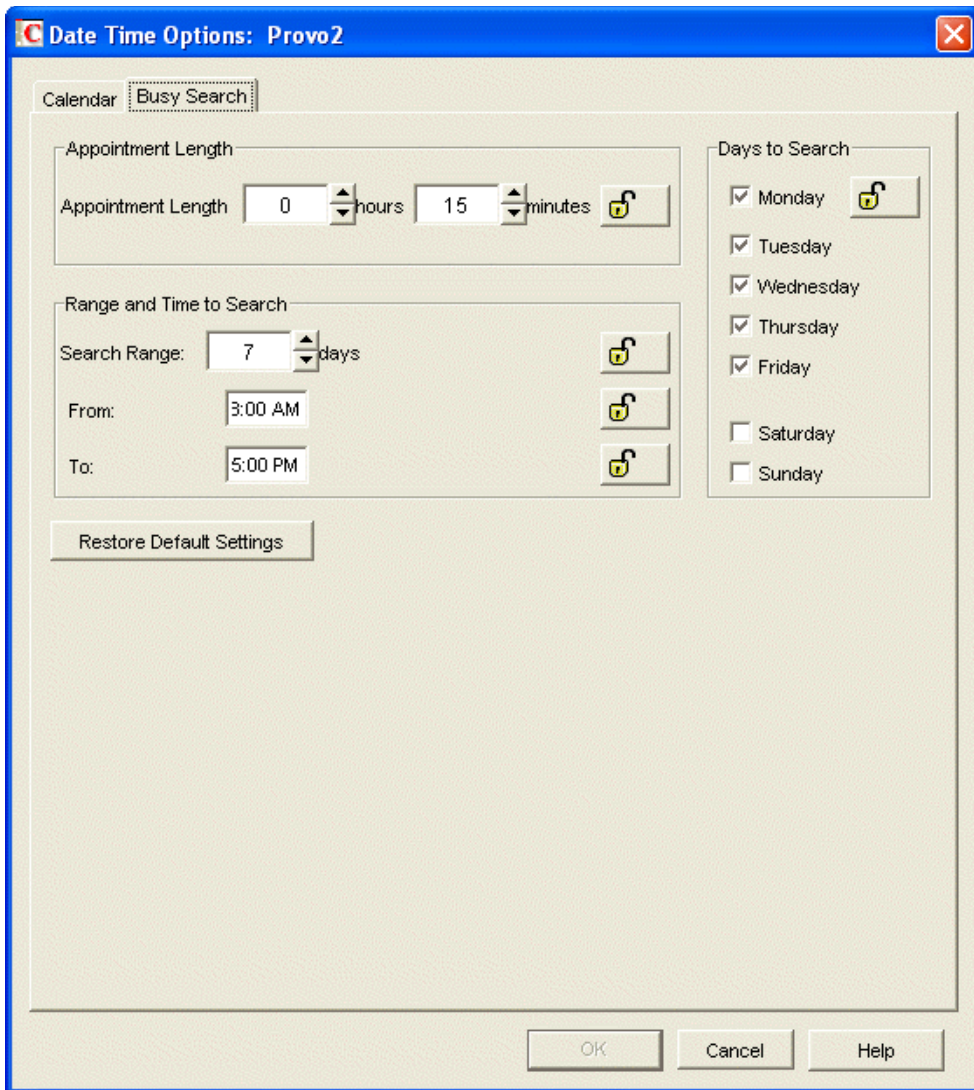 C Date Time Options: Provo2
Calendar
Busy Search
Appointment Length
Appointment Length 0 hours 15 minutes
Range and Time to Search
Search Range: 7 days
From:
:00 AM
To: 5:00 PM
Days to Search
Monday
Tuesday
Wednesday
Thursday
Friday
Saturday
Sunday
Restore Default Settings
OK
Cancel
Help